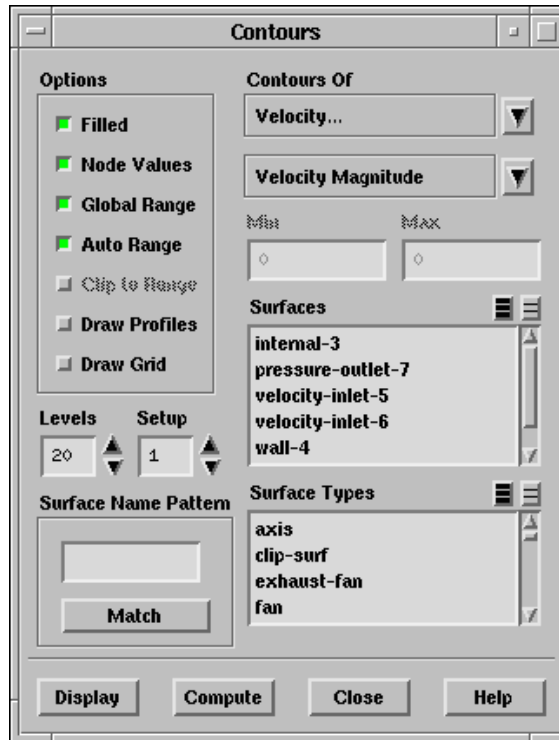 Contours
Options
Filled
Node Values
Global Range
Auto Range
Clip to Range
Draw Profiles
Draw Grid
Levels Setup
20 1
Surface Name Pattern
Match
Contours Of
Velocity...
Velocity Magnitude
Min Max
0 0
Surfaces
internal-3
pressure-outlet-7
velocity-inlet-5
velocity-inlet-6
wall-4
Surface Types
axis
clip-surf
exhaust-fan
fan
Display Compute Close Help